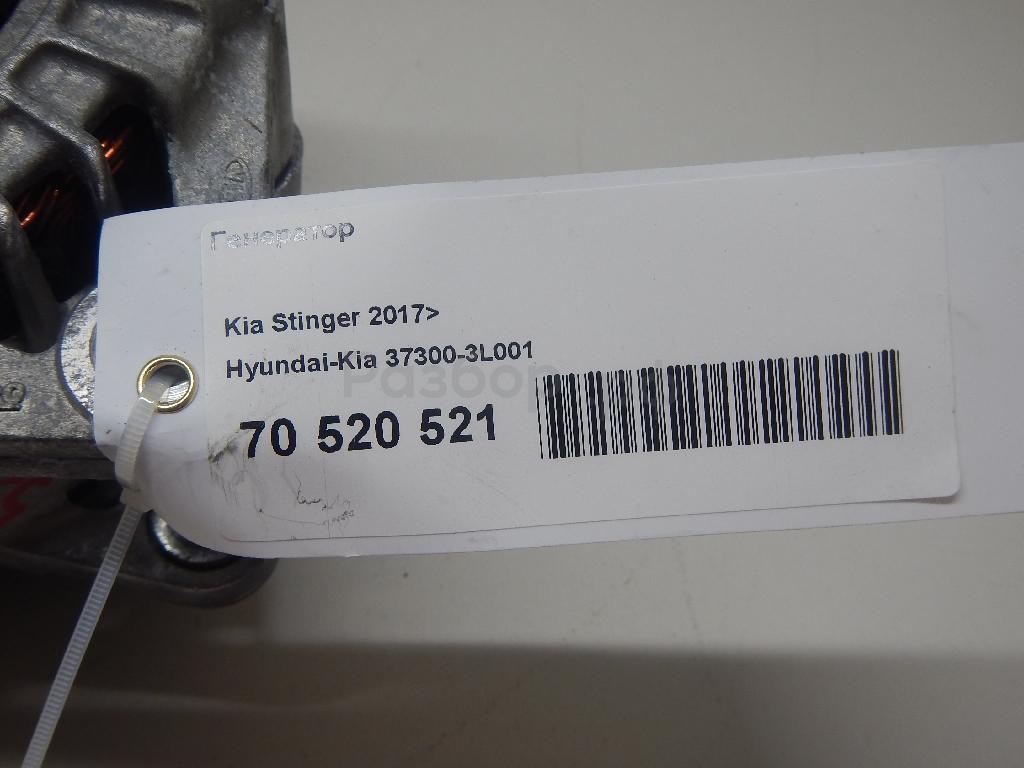 Генератор
Kia Stinger 2017>
Hyundai-Kia 37300-3L001
70 520 521